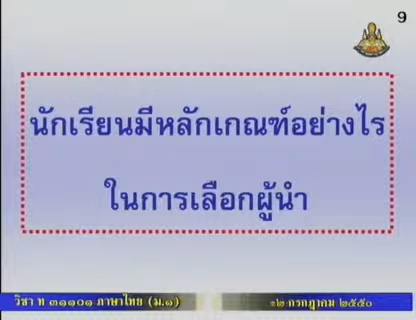 9
นักเรียนมีหลักเกณฑ์อย่างไร
ในการเลือกผู้นำ
วิชา ท ๓๑๑๐๑ ภาษาไทย (ม.๑)
๑๒ กรกฎาคม ๒๕๕๐